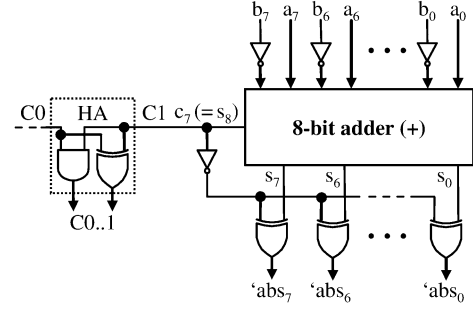 b₇ a₇ b₆ a₆ • • • b₀ a₀
C0 HA C1 c₇ (= s₈) 8-bit adder (+)
s₇ s₆ s₀
C0..1
• • •
‘abs₇ ‘abs₆ ‘abs₀